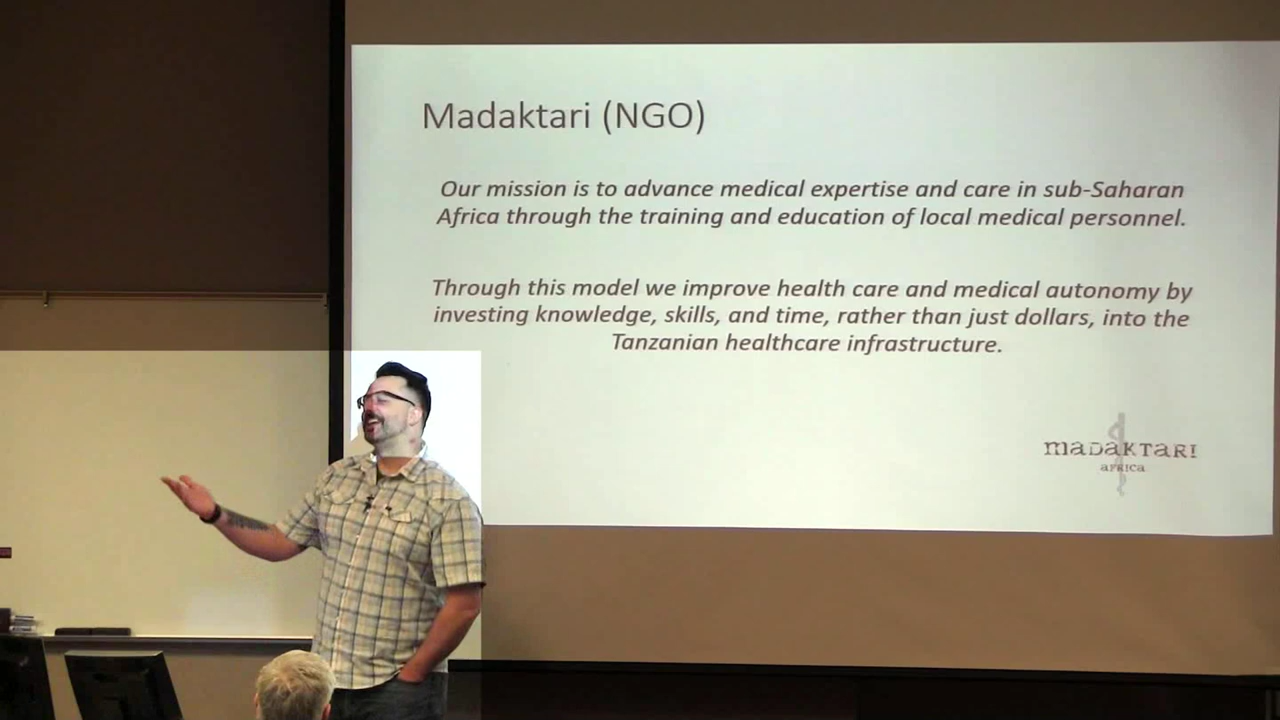 Madaktari (NGO)
Our mission is to advance medical expertise and care in sub-Saharan
Africa through the training and education of local medical personnel.
Through this model we improve health care and medical autonomy by
investing knowledge, skills, and time, rather than just dollars, into the
Tanzanian healthcare infrastructure.
maDaKTaRI
aFRICa